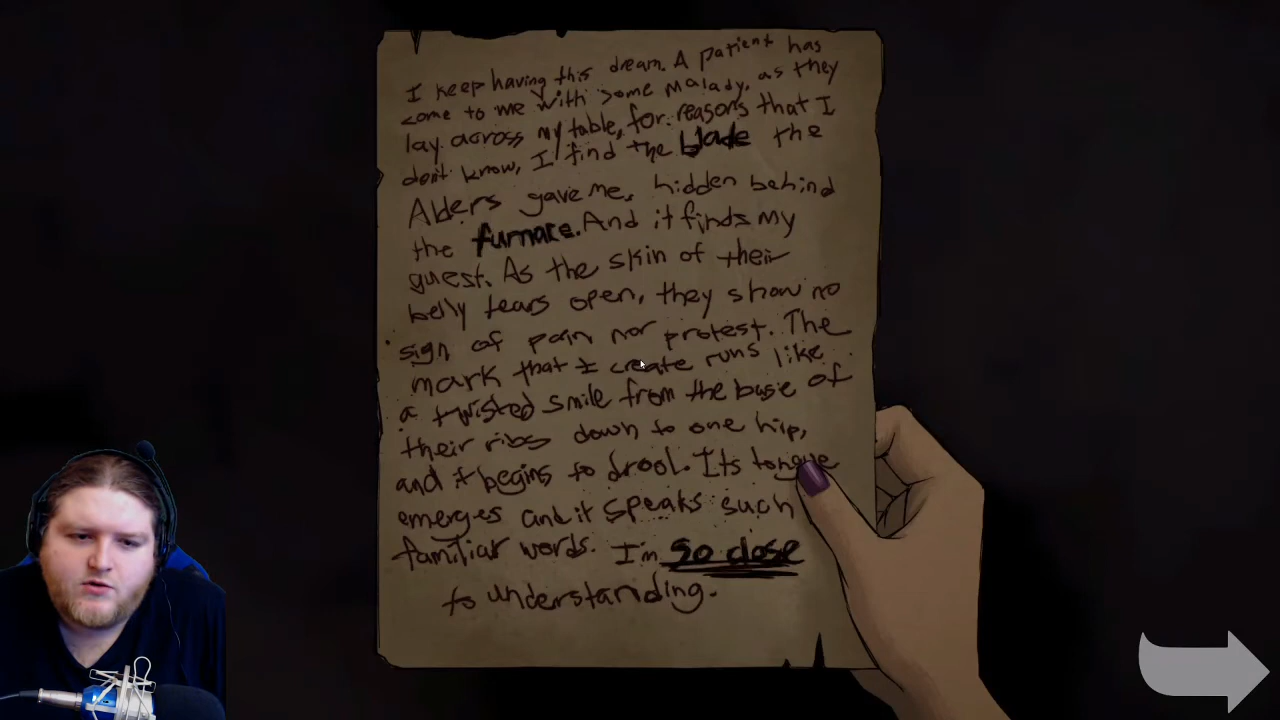 I keep having this dream. A patient has
come to me with some malady, as they
lay across my table, for reasons that I
don't know, I find the blade the
Alders gave me, hidden behind
the furnace. And it finds my
guest. As the skin of their
belly tears open, they show no
sign of pain nor protest. The
mark that I create runs like
a twisted smile from the base of
their ribs down to one hip,
and it begins to drool. Its tongue
emerges and it speaks such
familiar words. I'm so close
to understanding.